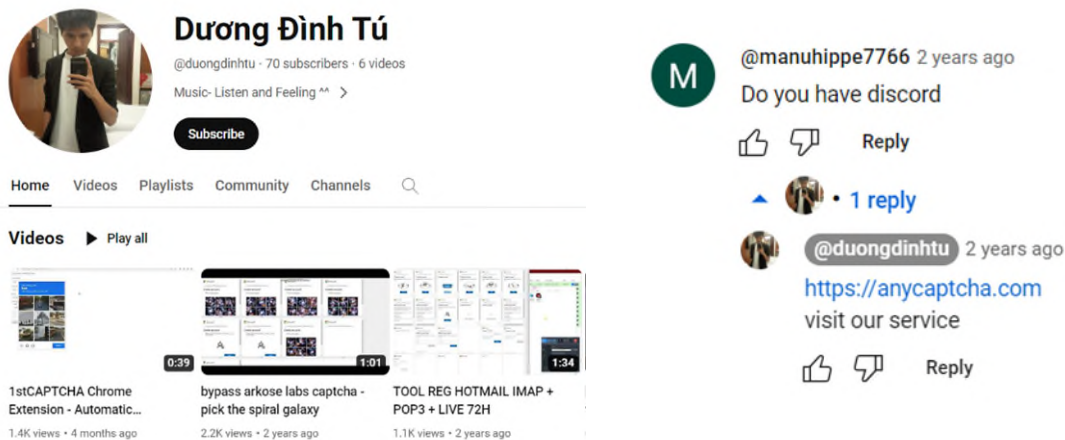 Dương Đình Tú
@duongdinhtu · 70 subscribers · 6 videos
Music- Listen and Feeling ^^ >
Subscribe
Home Videos Playlists Community Channels
Videos Play all
0:39 1:01 1:34
1stCAPTCHA Chrome
Extension - Automatic...
1.4K views • 4 months ago
bypass arkose labs captcha -
pick the spiral galaxy
2.2K views • 2 years ago
TOOL REG HOTMAIL IMAP +
POP3 + LIVE 72H
1.1K views • 2 years ago
M
@manuhippe7766 2 years ago
Do you have discord
Reply
• 1 reply
@duongdinhtu 2 years ago
https://anycaptcha.com
visit our service
Reply